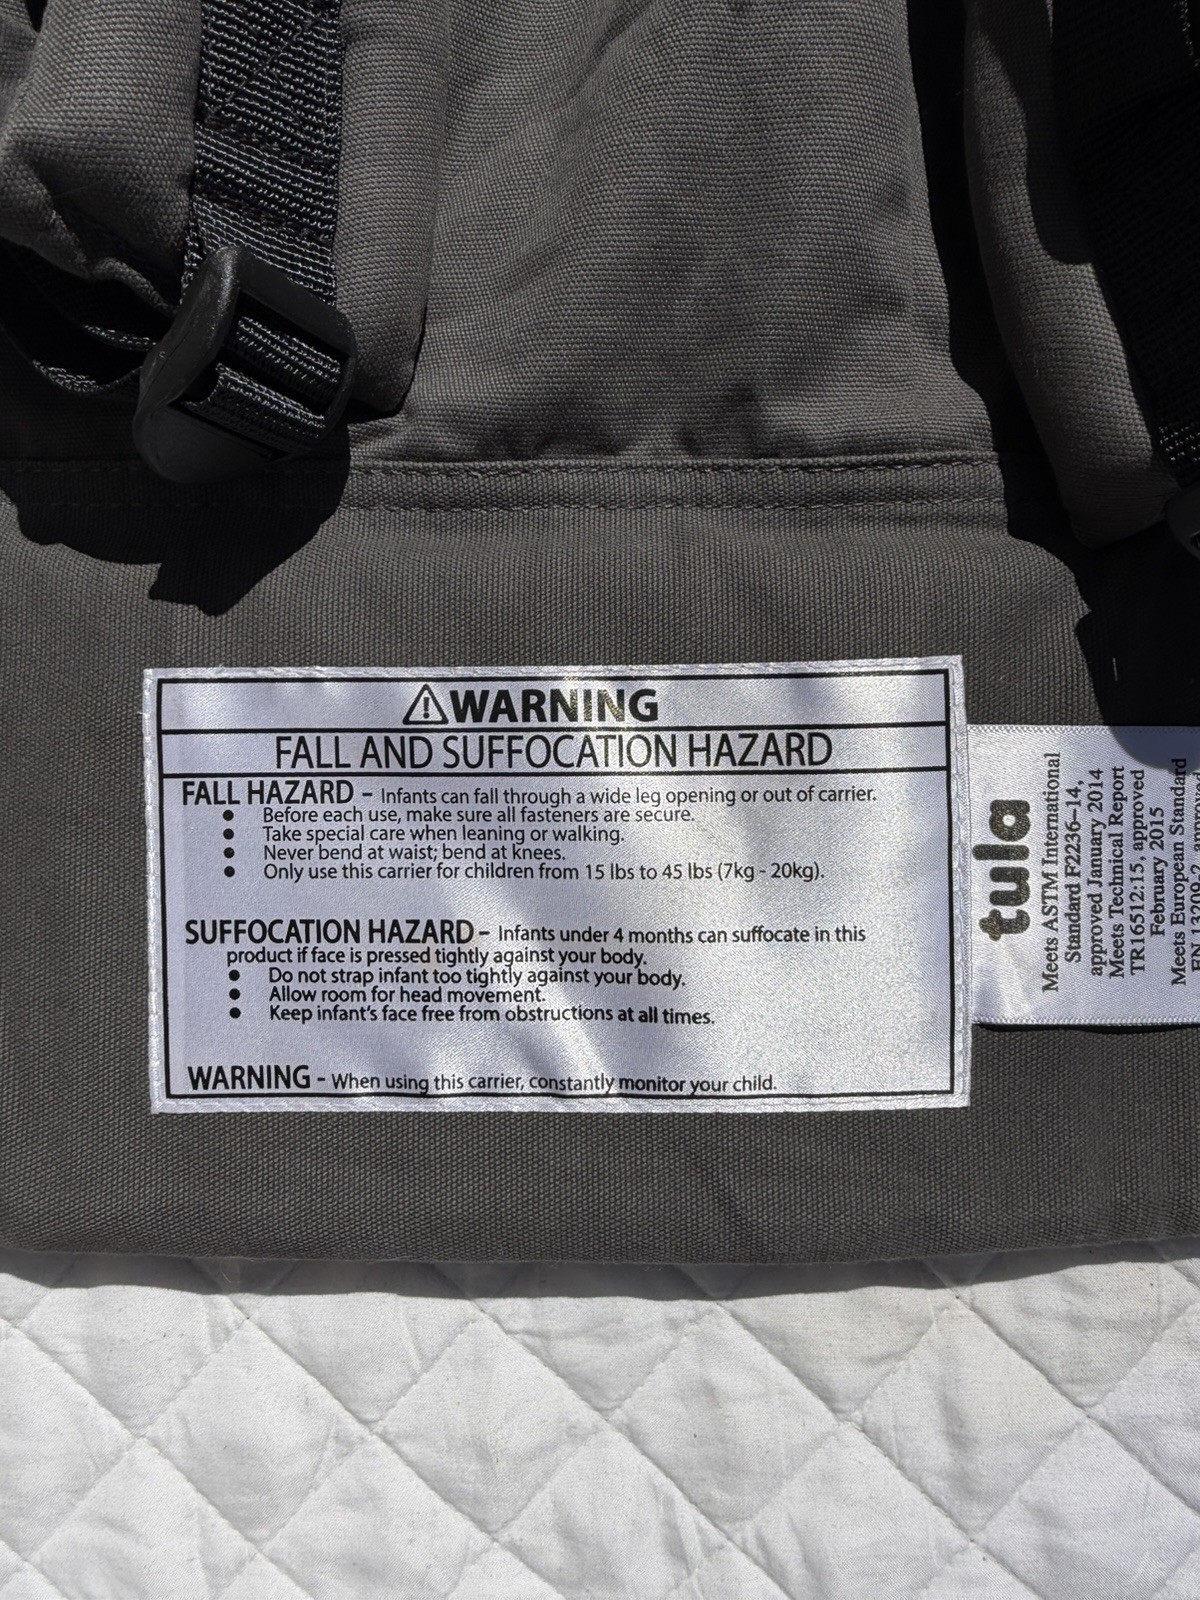 ⚠WARNING
FALL AND SUFFOCATION HAZARD
FALL HAZARD – Infants can fall through a wide leg opening or out of carrier.
• Before each use, make sure all fasteners are secure.
• Take special care when leaning or walking.
• Never bend at waist; bend at knees.
• Only use this carrier for children from 15 lbs to 45 lbs (7kg - 20kg).
SUFFOCATION HAZARD – Infants under 4 months can suffocate in this
product if face is pressed tightly against your body.
• Do not strap infant too tightly against your body.
• Allow room for head movement.
• Keep infant's face free from obstructions at all times.
WARNING - When using this carrier, constantly monitor your child.
tula
Meets ASTM International
Standard F2236–14,
approved January 2014
Meets Technical Report
TR16512:15, approved
February 2015
Meets European Standard